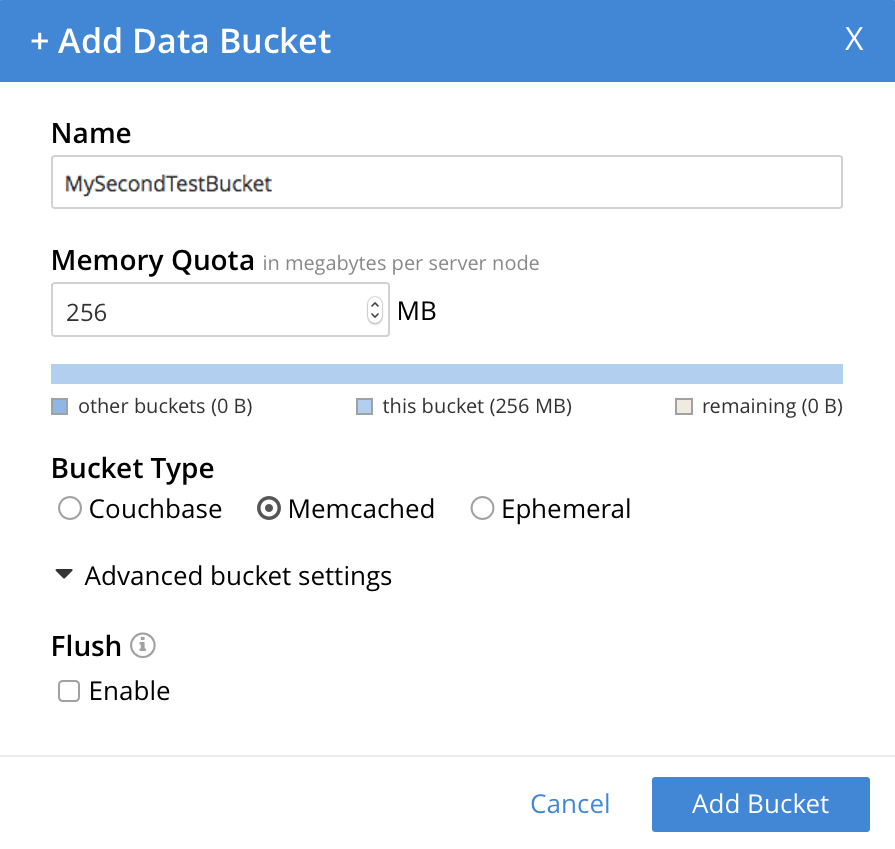 + Add Data Bucket X
Name
MySecondTestBucket
Memory Quota in megabytes per server node
256 MB
other buckets (0 B) this bucket (256 MB) remaining (0 B)
Bucket Type
Couchbase Memcached Ephemeral
Advanced bucket settings
Flush i
Enable
Cancel Add Bucket